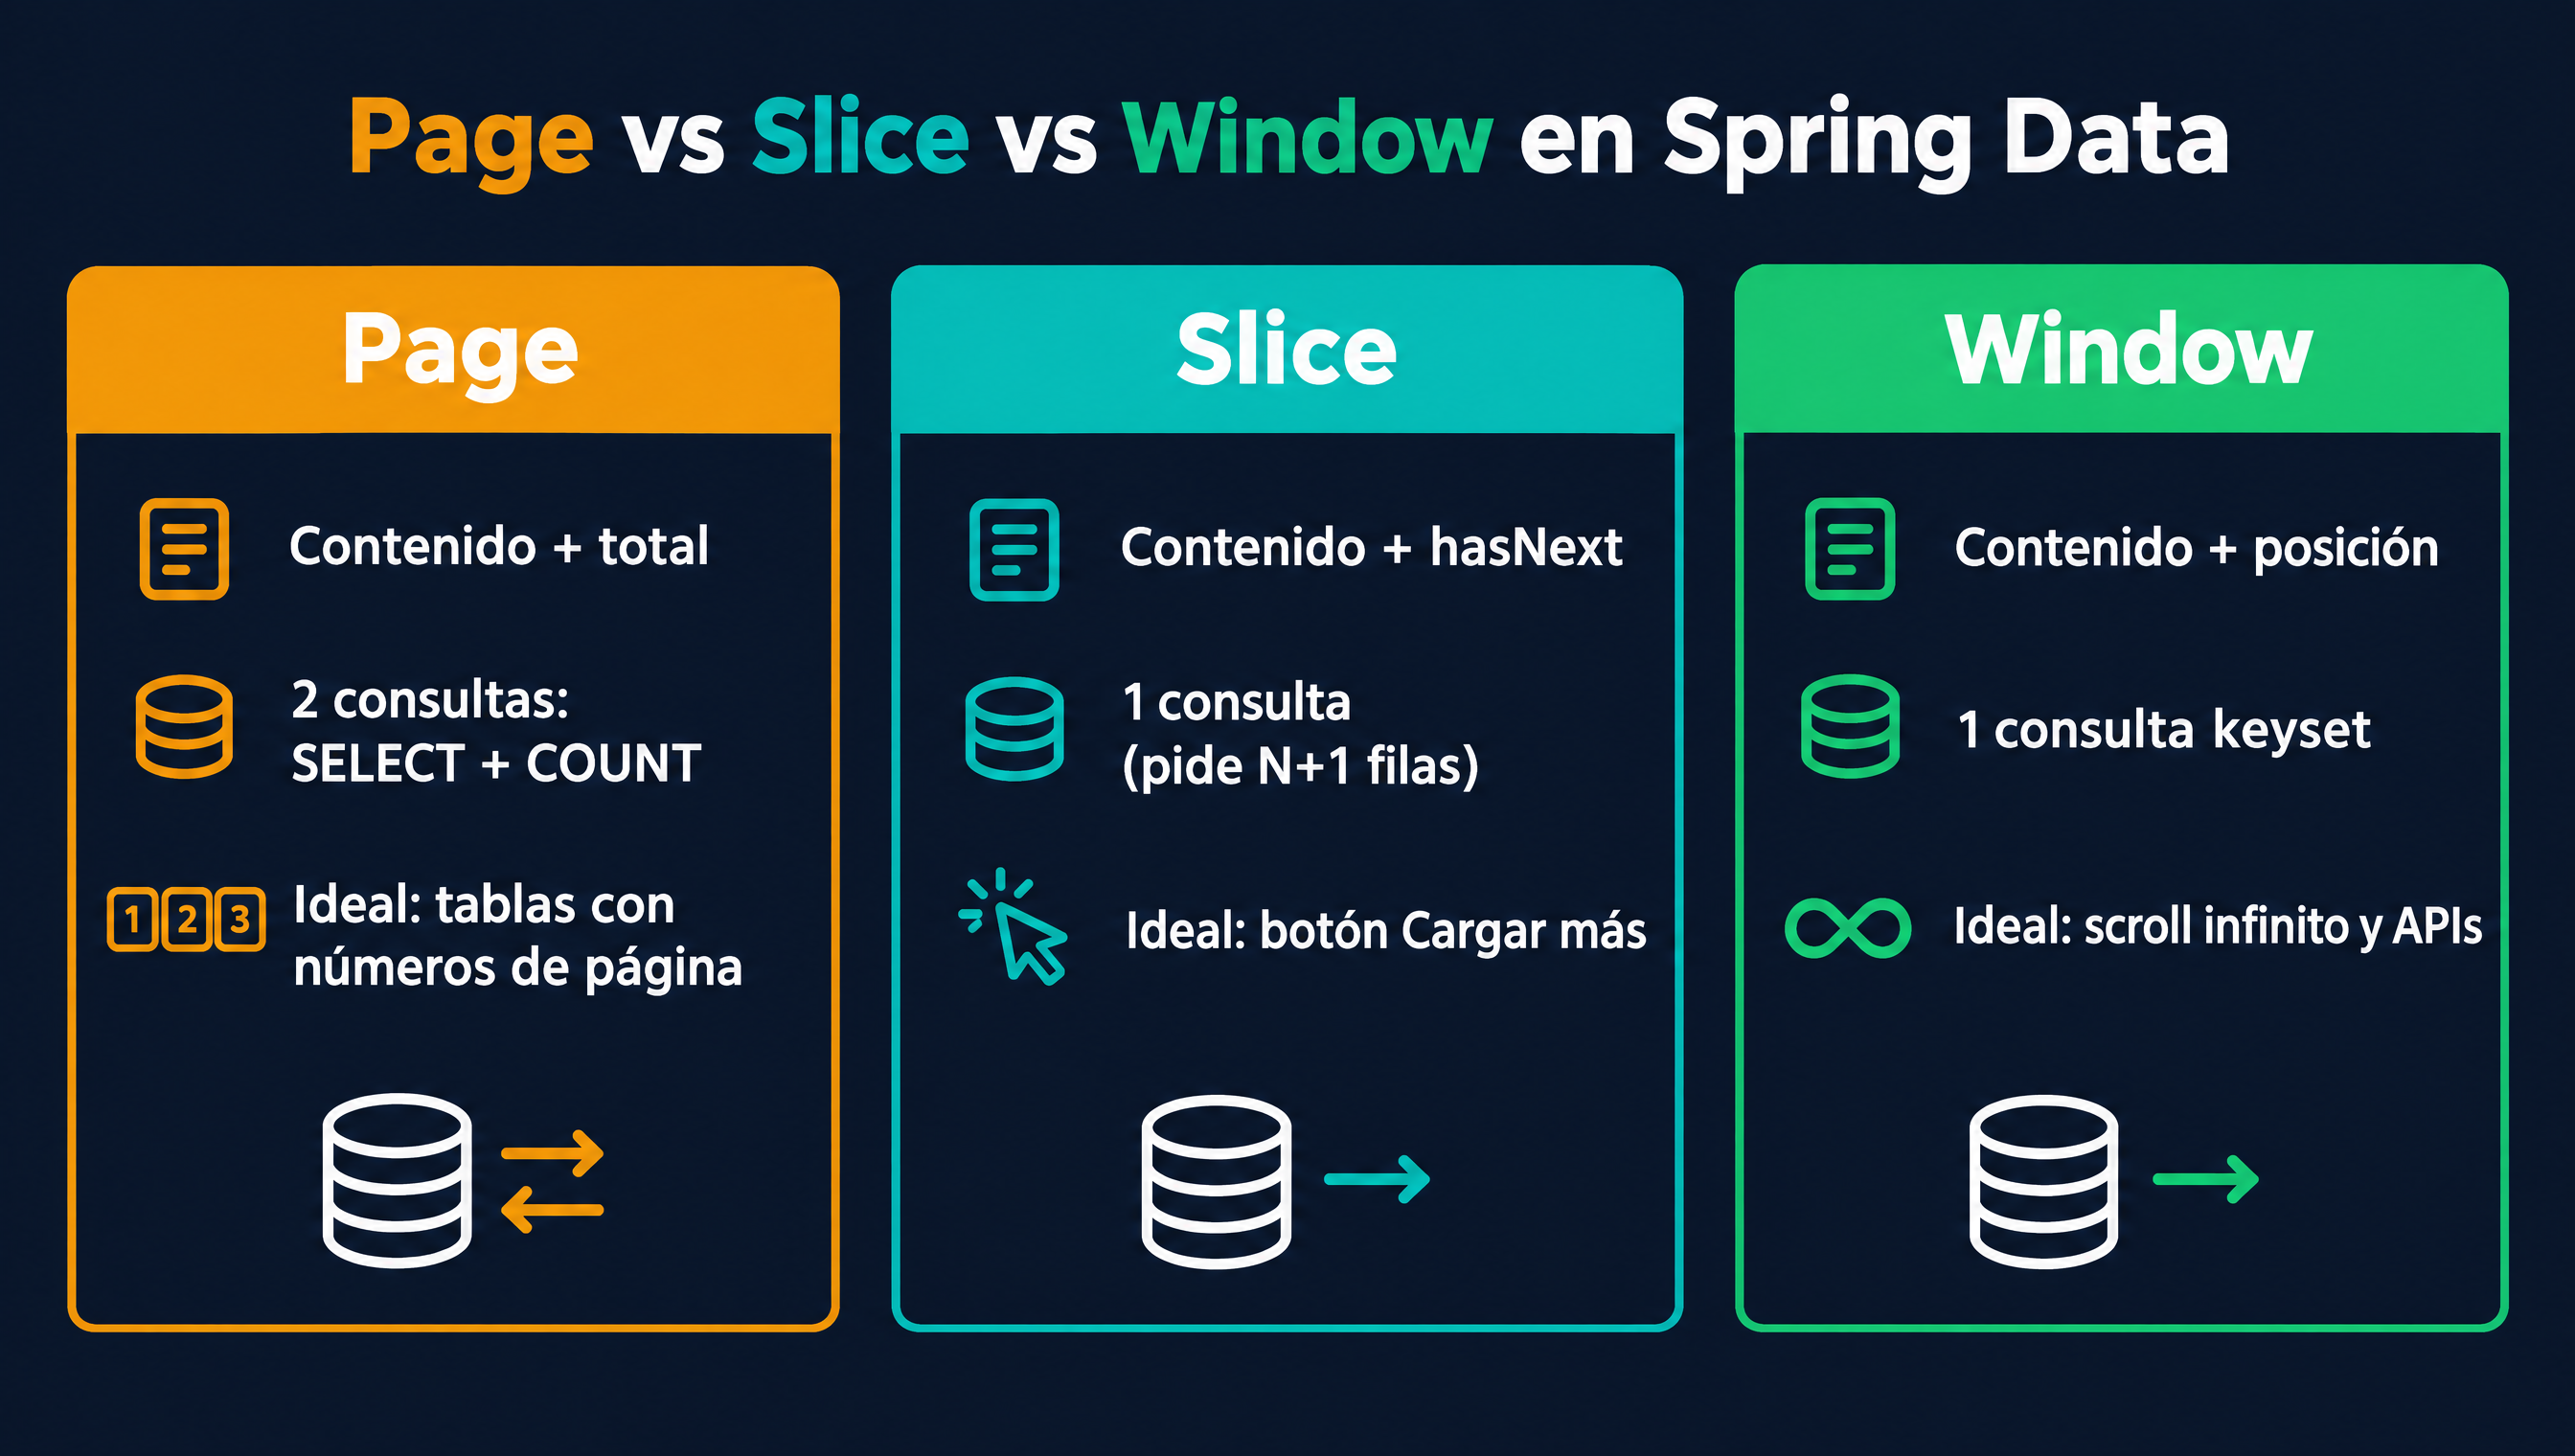 Page vs Slice vs Window en Spring Data
Page
Contenido + total
2 consultas:
SELECT + COUNT
1 2 3
Ideal: tablas con
números de página
Slice
Contenido + hasNext
1 consulta
(pide N+1 filas)
Ideal: botón Cargar más
Window
Contenido + posición
1 consulta keyset
Ideal: scroll infinito y APIs